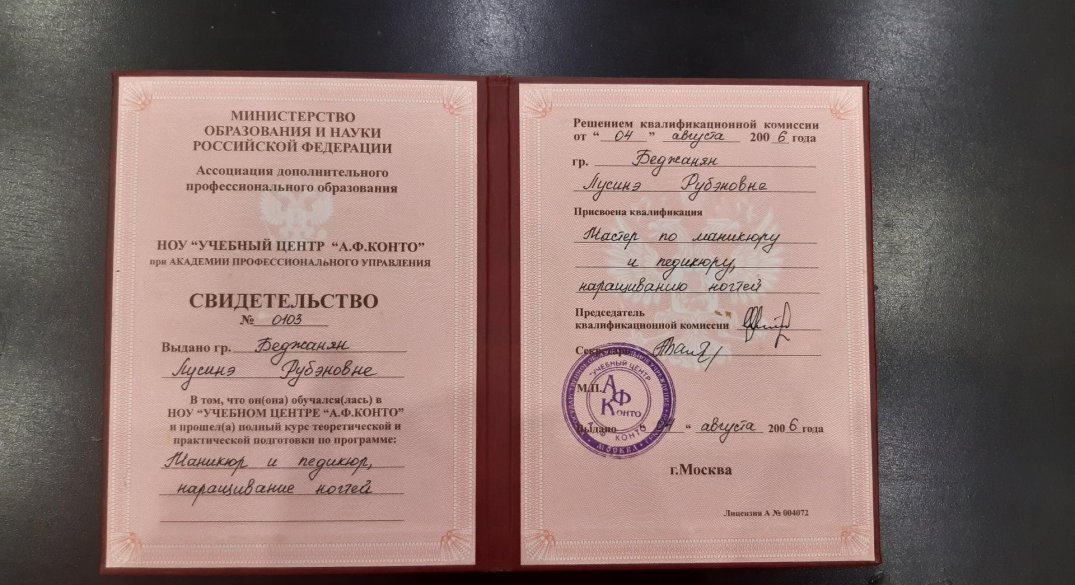 МИНИСТЕРСТВО
ОБРАЗОВАНИЯ И НАУКИ
РОССИЙСКОЙ ФЕДЕРАЦИИ
Ассоциация дополнительного
профессионального образования
НОУ “УЧЕБНЫЙ ЦЕНТР “А.Ф.КОНТО”
при АКАДЕМИИ ПРОФЕССИОНАЛЬНОГО УПРАВЛЕНИЯ
СВИДЕТЕЛЬСТВО
№ 0103
Выдано гр. Беджанян
Лусинэ Рубэновне
В том, что он(она) обучался(лась) в
НОУ “УЧЕБНОМ ЦЕНТРЕ “А.Ф.КОНТО”
и прошел(а) полный курс теоретической и
практической подготовки по программе:
Маникюр и педикюр,
наращивание ногтей
Решением квалификационной комиссии
от “ 04 ” августа 2006 года
гр. Беджанян
Лусинэ Рубэновне
Присвоена квалификация
Мастер по маникюру
и педикюру,
наращиванию ногтей
Председатель
квалификационной комиссии
Секретарь
М.П.
"УЧЕБНЫЙ ЦЕНТР
А Ф
КОНТО
А.Ф. КОНТО"
МОСКВА
Выдано “ 04 “ августа 2006 года
г.Москва
Лицензия А № 004072